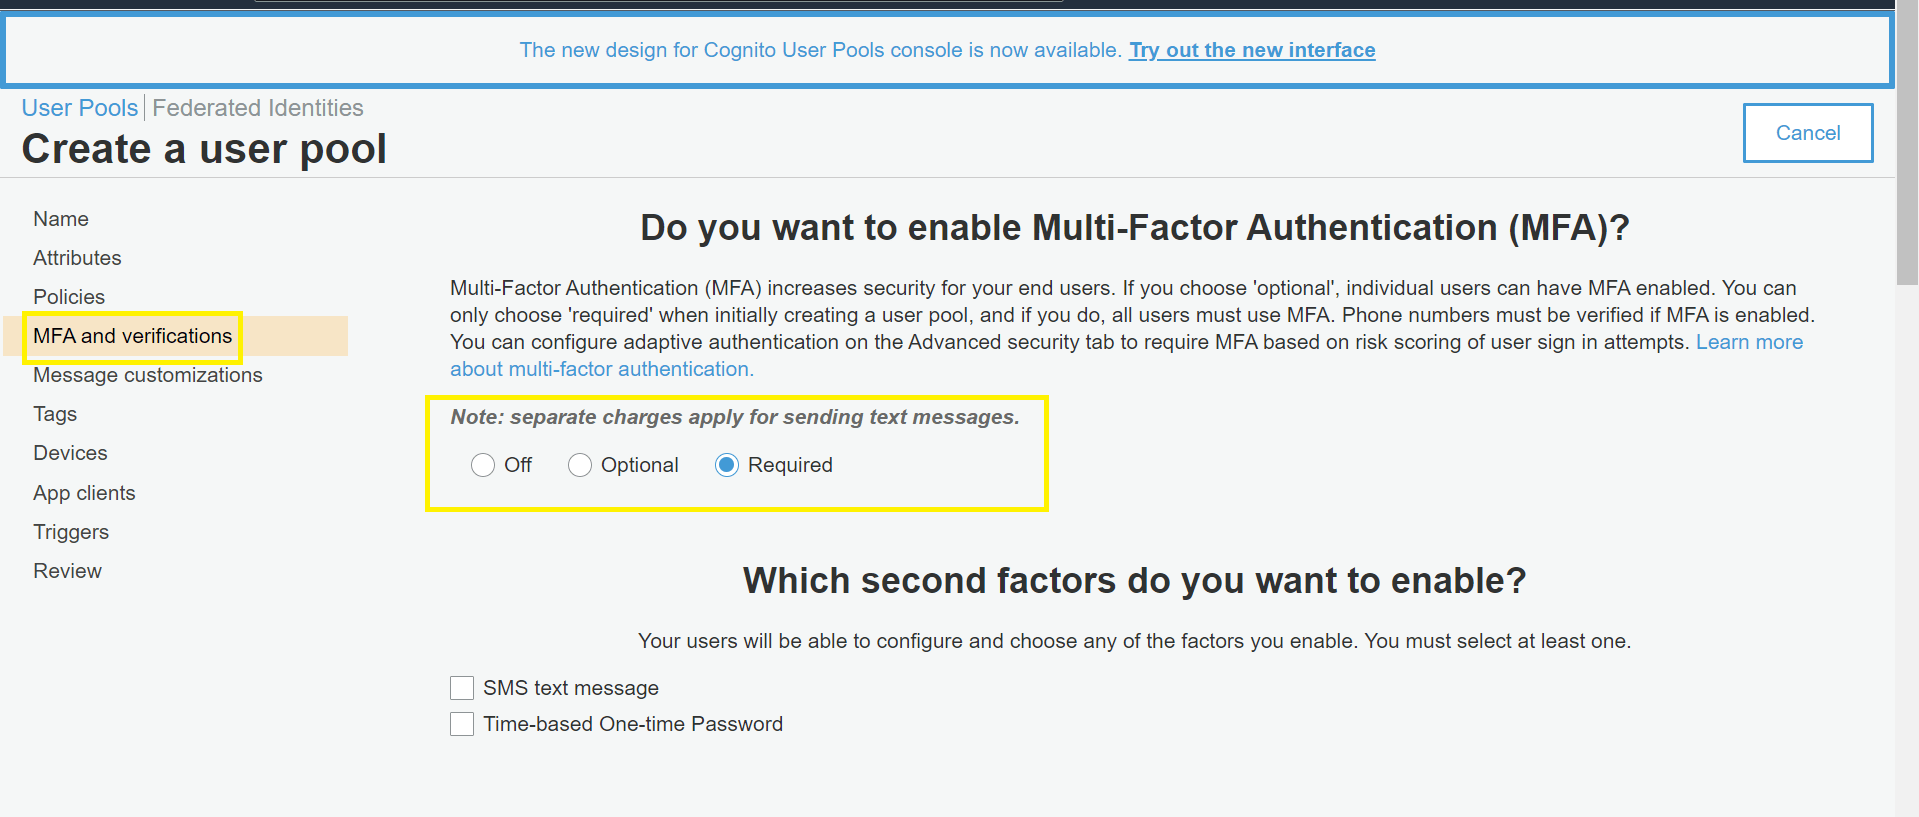 The new design for Cognito User Pools console is now available. Try out the new interface
User Pools Federated Identities
Create a user pool
Cancel
Name
Attributes
Policies
MFA and verifications
Message customizations
Tags
Devices
App clients
Triggers
Review
Do you want to enable Multi-Factor Authentication (MFA)?
Multi-Factor Authentication (MFA) increases security for your end users. If you choose 'optional', individual users can have MFA enabled. You can
only choose 'required' when initially creating a user pool, and if you do, all users must use MFA. Phone numbers must be verified if MFA is enabled.
You can configure adaptive authentication on the Advanced security tab to require MFA based on risk scoring of user sign in attempts. Learn more
about multi-factor authentication.
Note: separate charges apply for sending text messages.
Off Optional Required
Which second factors do you want to enable?
Your users will be able to configure and choose any of the factors you enable. You must select at least one.
SMS text message
Time-based One-time Password